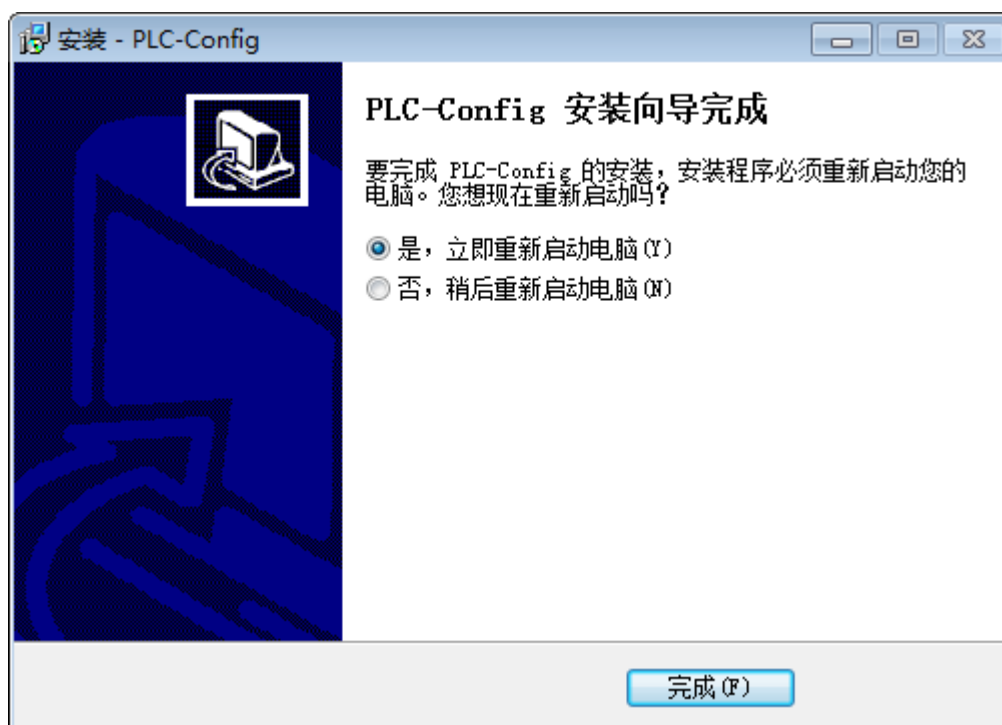 安装 - PLC-Config
PLC-Config 安装向导完成
要完成 PLC-Config 的安装，安装程序必须重新启动您的
电脑。您想现在重新启动吗？
是，立即重新启动电脑(Y)
否，稍后重新启动电脑(N)
完成(F)